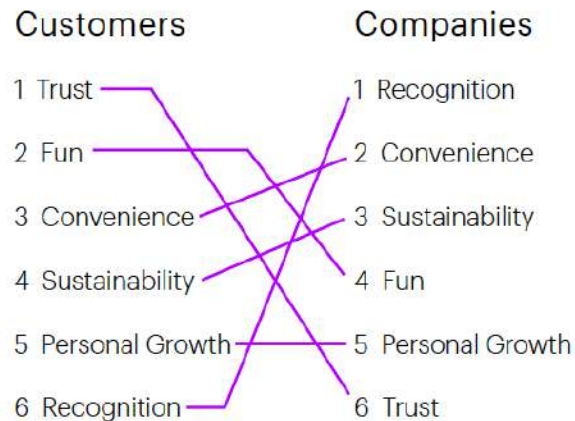 Customers
1 Trust
2 Fun
3 Convenience
4 Sustainability
5 Personal Growth
6 Recognition
Companies
1 Recognition
2 Convenience
3 Sustainability
4 Fun
5 Personal Growth
6 Trust